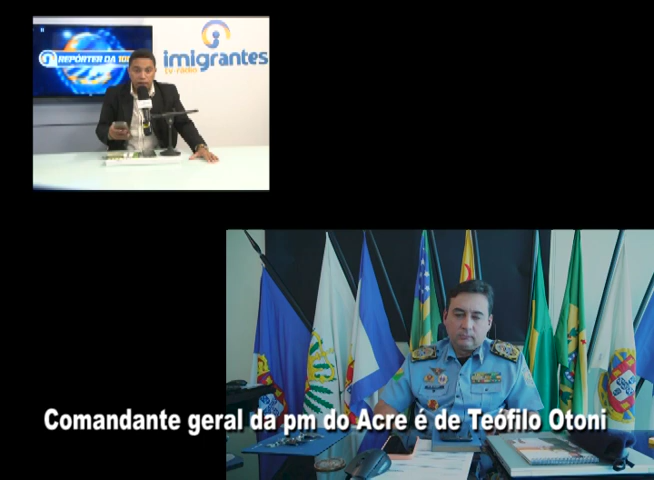 REPÓRTER DA 101
imigrantes
tv-rádio
Comandante geral da pm do Acre é de Teófilo Otoni